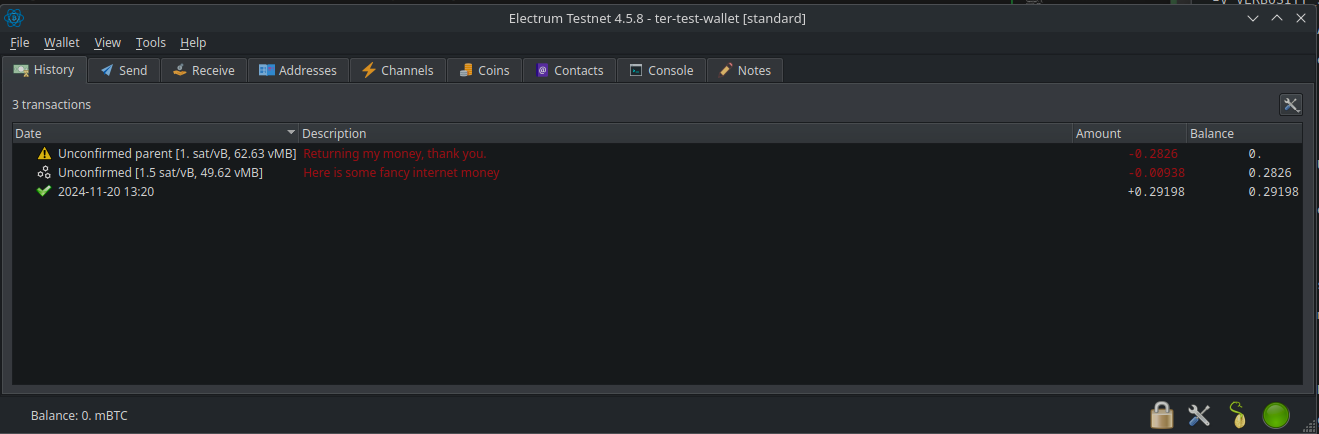 Electrum Testnet 4.5.8 - ter-test-wallet [standard]
File Wallet View Tools Help
History Send Receive Addresses Channels Coins Contacts Console Notes
3 transactions
Date Description Amount Balance
Unconfirmed parent [1. sat/vB, 62.63 vMB] Returning my money, thank you. -0.2826 0.
Unconfirmed [1.5 sat/vB, 49.62 vMB] Here is some fancy internet money -0.00938 0.2826
2024-11-20 13:20 +0.29198 0.29198
Balance: 0. mBTC